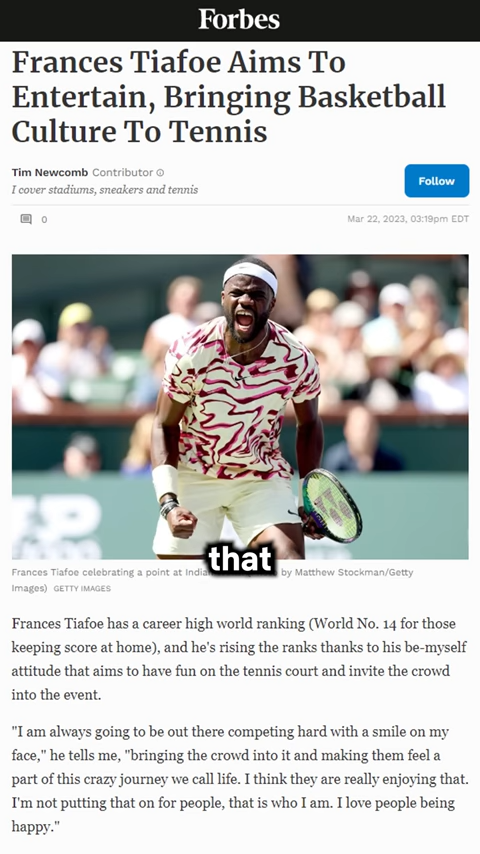 Forbes
Frances Tiafoe Aims To
Entertain, Bringing Basketball
Culture To Tennis
Tim Newcomb Contributor
I cover stadiums, sneakers and tennis
Follow
0
Mar 22, 2023, 03:19pm EDT
that
Frances Tiafoe celebrating a point at by Matthew Stockman/Getty
Images) GETTY IMAGES
Frances Tiafoe has a career high world ranking (World No. 14 for those
keeping score at home), and he's rising the ranks thanks to his be-myself
attitude that aims to have fun on the tennis court and invite the crowd
into the event.
"I am always going to be out there competing hard with a smile on my
face," he tells me, "bringing the crowd into it and making them feel a
part of this crazy journey we call life. I think they are really enjoying that.
I'm not putting that on for people, that is who I am. I love people being
happy."